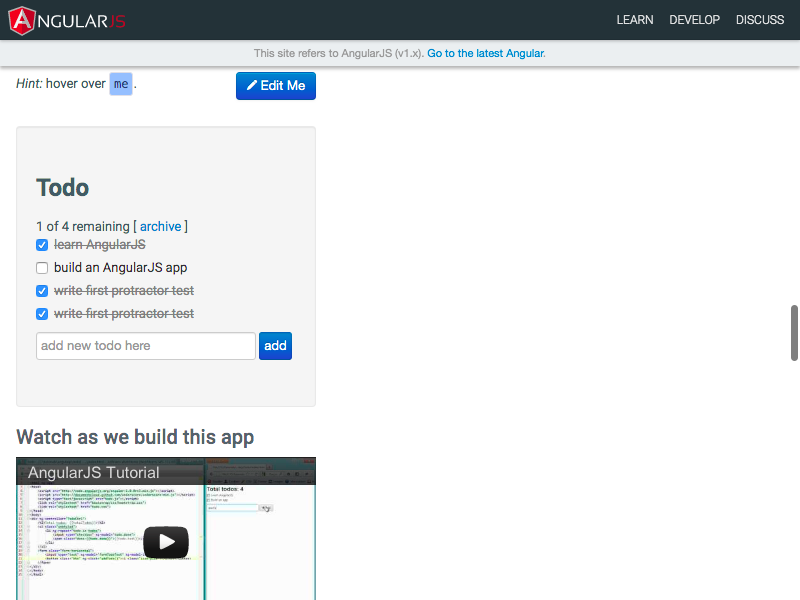 ANGULARJS
LEARN DEVELOP DISCUSS
This site refers to AngularJS (v1.x). Go to the latest Angular.
Hint: hover over me .
Edit Me
Todo
1 of 4 remaining [ archive ]
learn AngularJS
build an AngularJS app
write first protractor test
write first protractor test
add new todo here
add
Watch as we build this app
AngularJS Tutorial
Total todos: 4